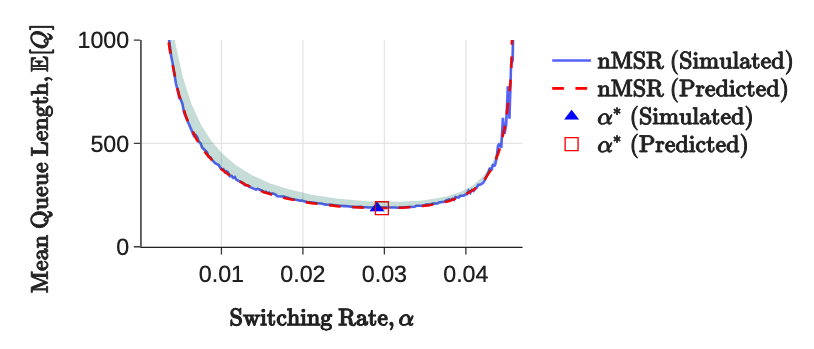 Mean Queue Length, 𝔼[Q]
1000
500
0
0.01
0.02
0.03
0.04
Switching Rate, α
nMSR (Simulated)
nMSR (Predicted)
α* (Simulated)
α* (Predicted)